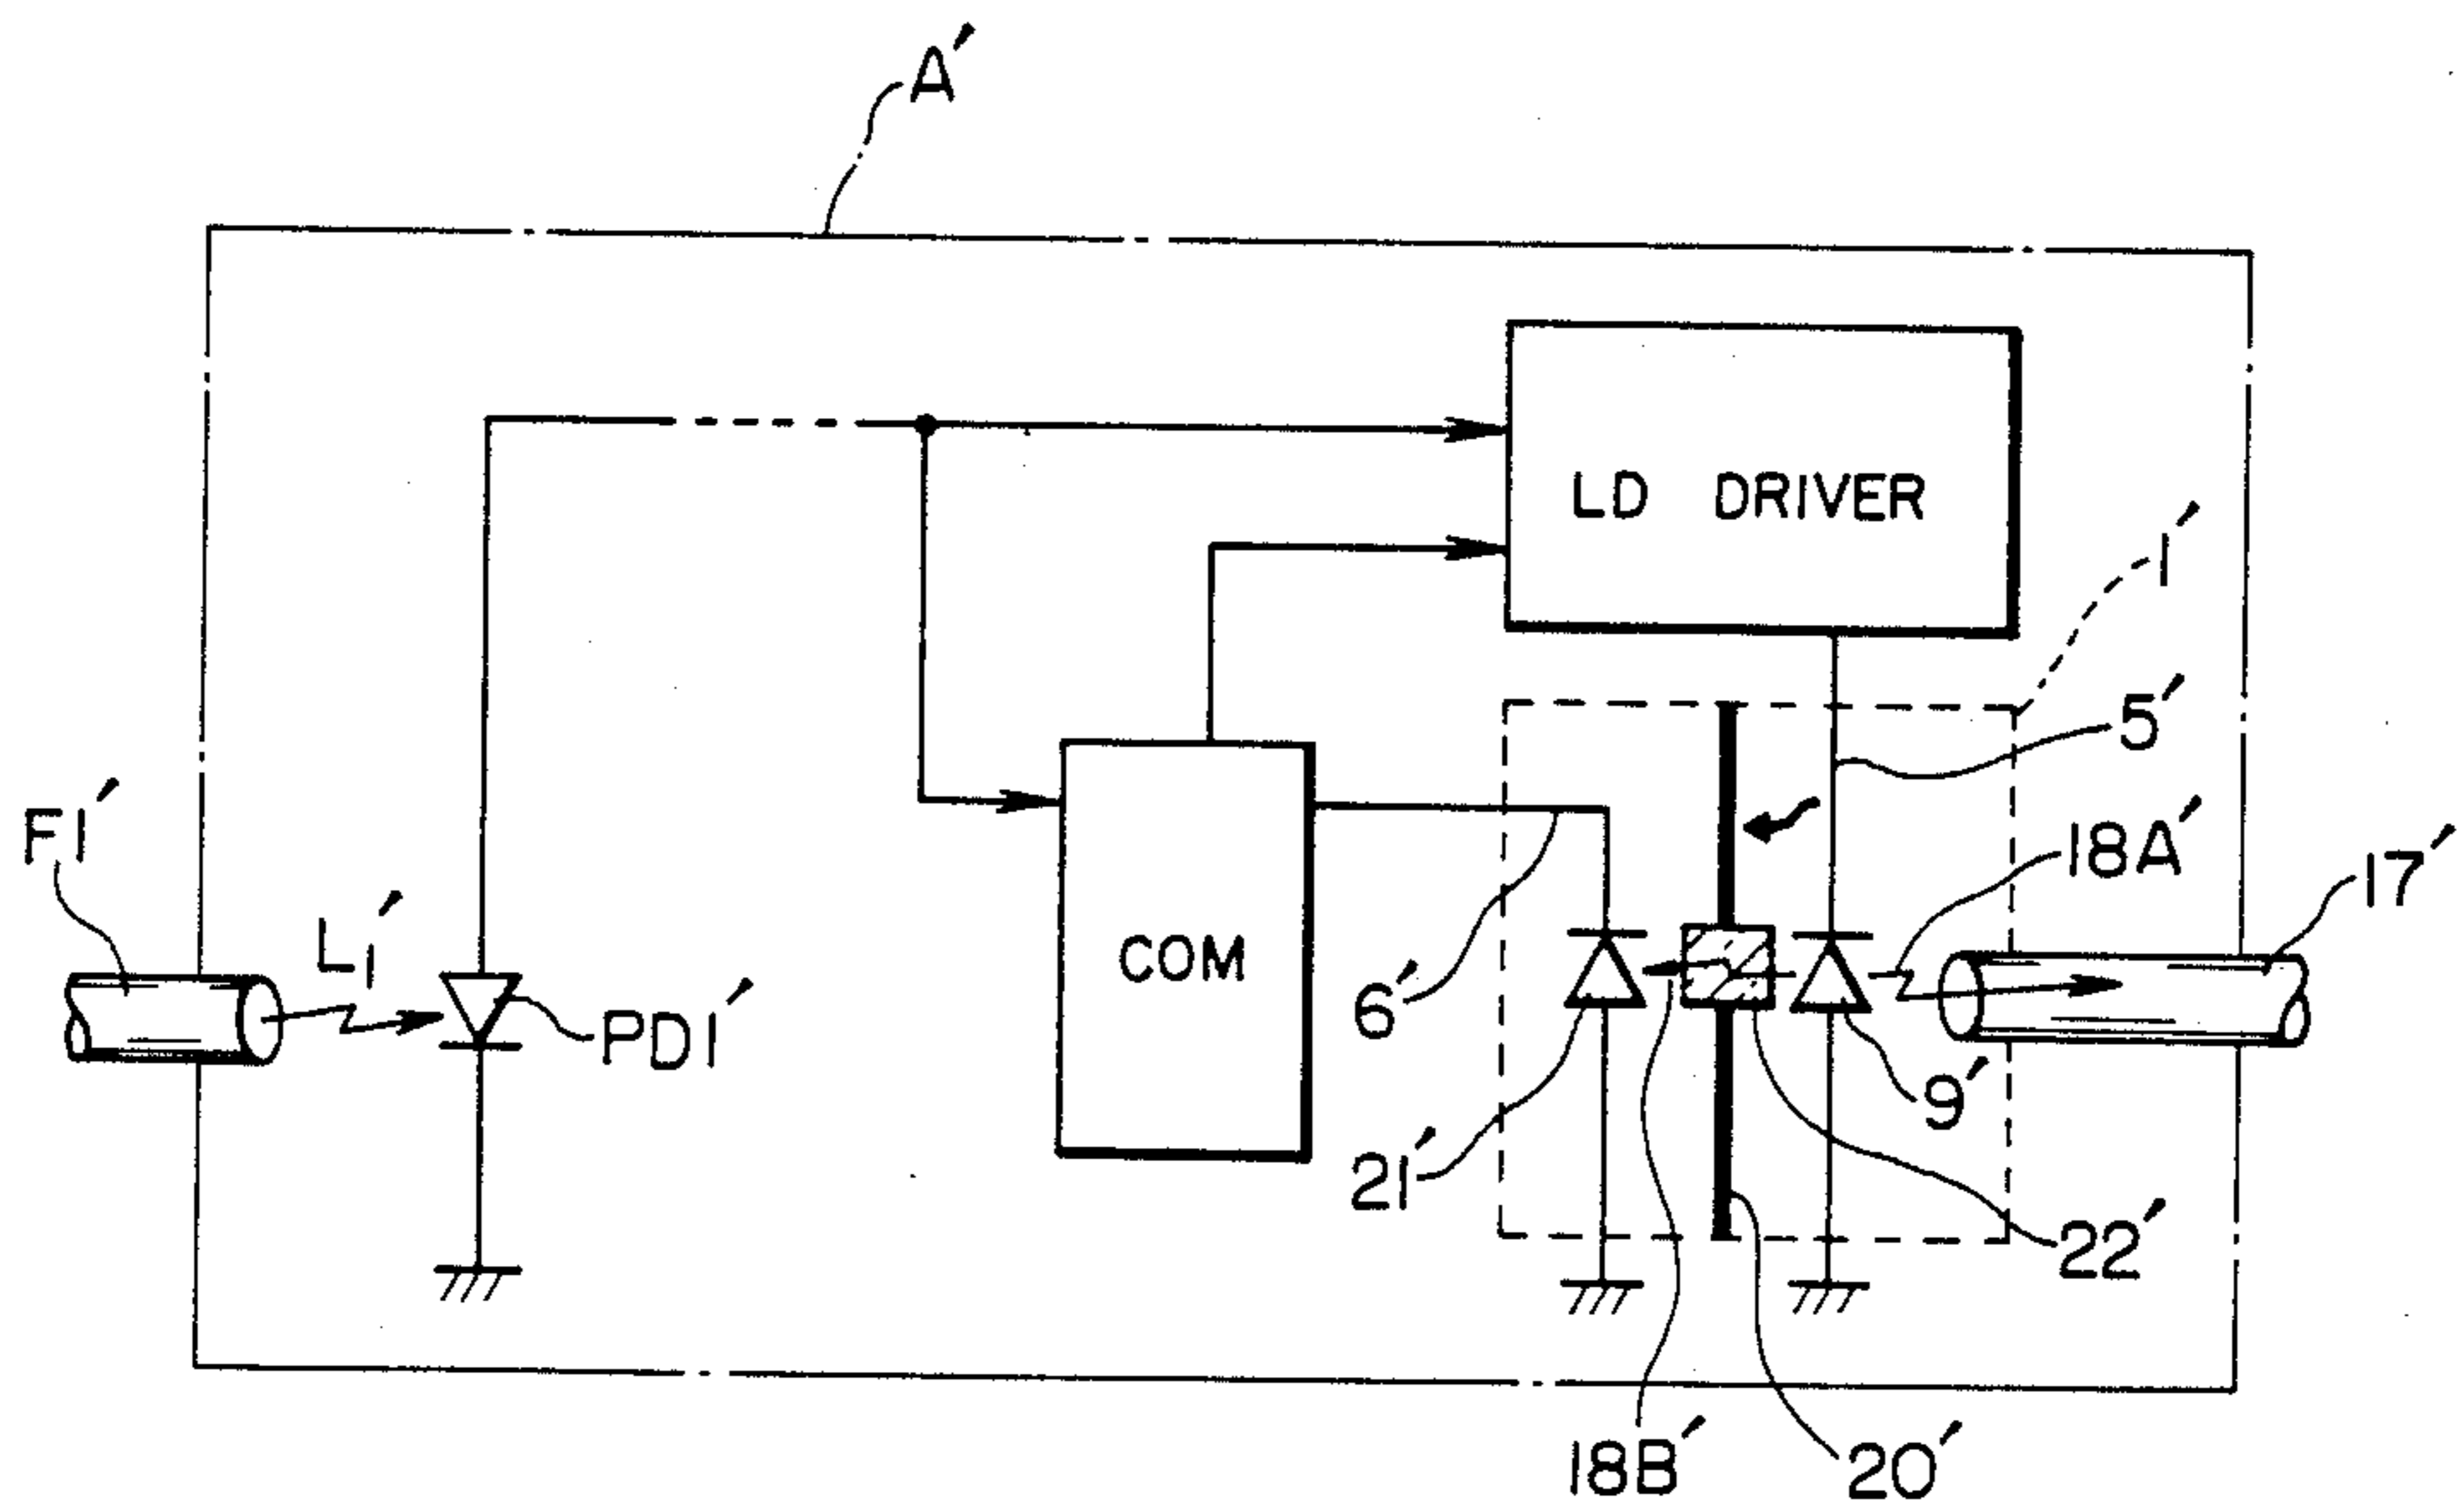 A′
LD DRIVER
1′
5′
F1′
18A′
17′
L1′
COM
6′
PD1′
9′
21′
22′
18B′
20′